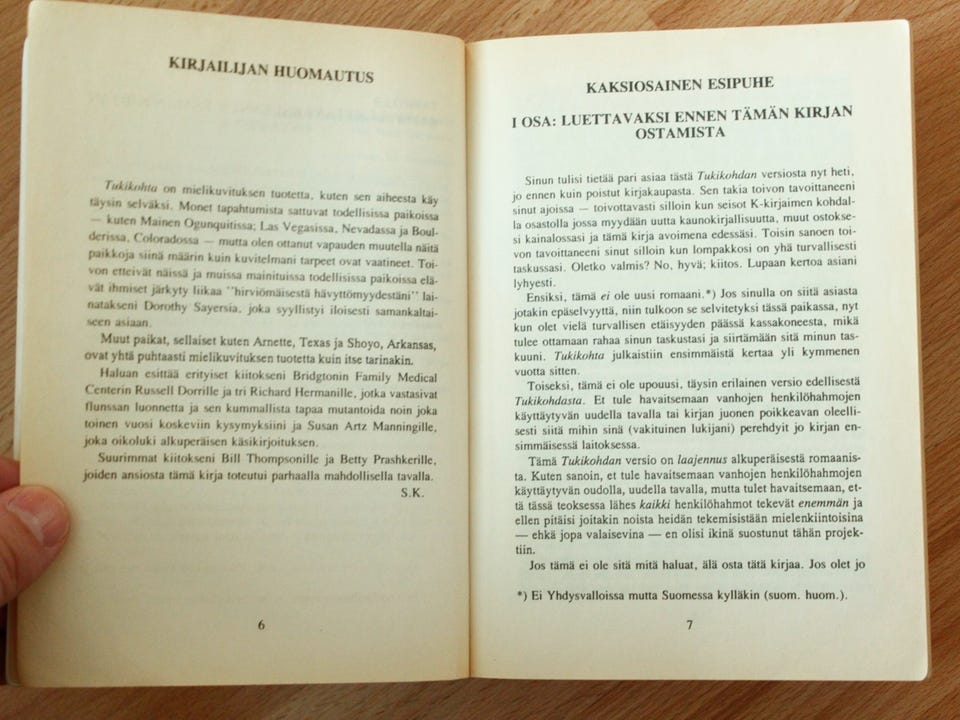 KIRJAILIJAN HUOMAUTUS
Tukikohta on mielikuvituksen tuotetta, kuten sen aiheesta käy
täysin selväksi. Monet tapahtumista sattuvat todellisissa paikoissa
— kuten Mainen Ogunquitissa; Las Vegasissa, Nevadassa ja Boul-
derissa, Coloradossa — mutta olen ottanut vapauden muutella näitä
paikkoja siinä määrin kuin kuvitelmani tarpeet ovat vaatineet. Toi-
von etteivät näissä ja muissa mainituissa todellisissa paikoissa elä-
vät ihmiset järkyty liikaa ''hirviömäisestä hävyttömyydestäni'' lai-
natakseni Dorothy Sayersia, joka syyllistyi iloisesti samankaltai-
seen asiaan.
Muut paikat, sellaiset kuten Arnette, Texas ja Shoyo, Arkansas,
ovat yhtä puhtaasti mielikuvituksen tuotetta kuin itse tarinakin.
Haluan esittää erityiset kiitokseni Bridgtonin Family Medical
Centerin Russell Dorrille ja tri Richard Hermanille, jotka vastasivat
flunssan luonnetta ja sen kummallista tapaa mutantoida noin joka
toinen vuosi koskeviin kysymyksiini ja Susan Artz Manningille,
joka oikoluki alkuperäisen käsikirjoituksen.
Suurimmat kiitokseni Bill Thompsonille ja Betty Prashkerille,
joiden ansiosta tämä kirja toteutui parhaalla mahdollisella tavalla.
S.K.
6
KAKSIOSAINEN ESIPUHE
I OSA: LUETTAVAKSI ENNEN TÄMÄN KIRJAN
OSTAMISTA
Sinun tulisi tietää pari asiaa tästä Tukikohdan versiosta nyt heti,
jo ennen kuin poistut kirjakaupasta. Sen takia toivon tavoittaneeni
sinut ajoissa — toivottavasti silloin kun seisot K-kirjaimen kohdal-
la osastolla jossa myydään uutta kaunokirjallisuutta, muut ostokse-
si kainalossasi ja tämä kirja avoimena edessäsi. Toisin sanoen toi-
von tavoittaneeni sinut silloin kun lompakkosi on yhä turvallisesti
taskussasi. Oletko valmis? No, hyvä; kiitos. Lupaan kertoa asiani
lyhyesti.
Ensiksi, tämä ei ole uusi romaani.*) Jos sinulla on siitä asiasta
jotakin epäselvyyttä, niin tulkoon se selvitetyksi tässä paikassa, nyt
kun olet vielä turvallisen etäisyyden päässä kassakoneesta, mikä
tulee ottamaan rahaa sinun taskustasi ja siirtämään sitä minun tas-
kuuni. Tukikohta julkaistiin ensimmäistä kertaa yli kymmenen
vuotta sitten.
Toiseksi, tämä ei ole upouusi, täysin erilainen versio edellisestä
Tukikohdasta. Et tule havaitsemaan vanhojen henkilöhahmojen
käyttäytyvän uudella tavalla tai kirjan juonen poikkeavan oleelli-
sesti siitä mihin sinä (vakituinen lukijani) perehdyit jo kirjan en-
simmäisessä laitoksessa.
Tämä Tukikohdan versio on laajennus alkuperäisestä romaanis-
ta. Kuten sanoin, et tule havaitsemaan vanhojen henkilöhahmojen
käyttäytyvän oudolla, uudella tavalla, mutta tulet havaitsemaan, et-
tä tässä teoksessa lähes kaikki henkilöhahmot tekevät enemmän ja
ellen pitäisi joitakin noista heidän tekemisistään mielenkiintoisina
— ehkä jopa valaisevina — en olisi ikinä suostunut tähän projek-
tiin.
Jos tämä ei ole sitä mitä haluat, älä osta tätä kirjaa. Jos olet jo
*) Ei Yhdysvalloissa mutta Suomessa kylläkin (suom. huom.).
7